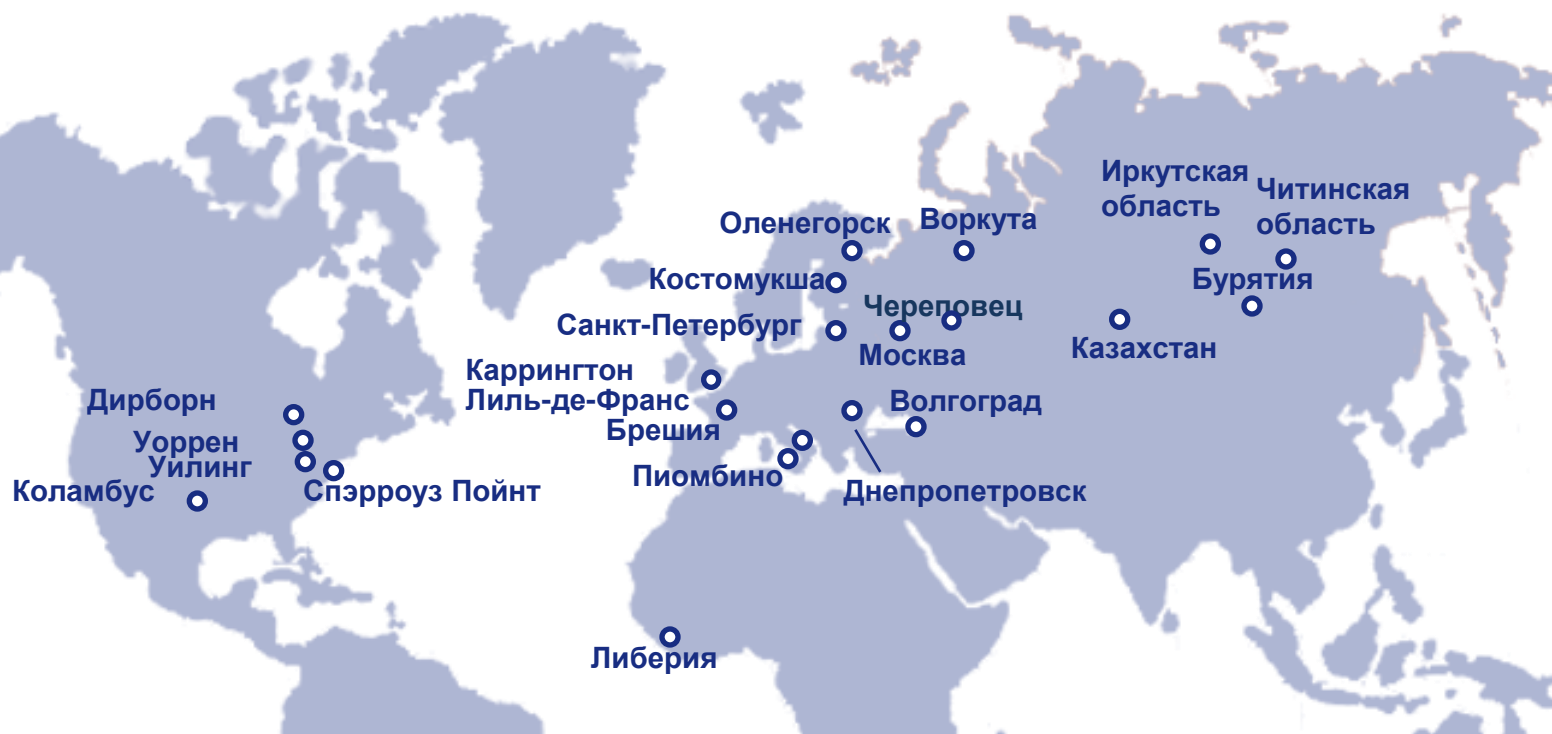 Иркутская
область
Читинская
область
Оленегорск
Воркута
Костомукша
Бурятия
Череповец
Санкт-Петербург
Москва
Казахстан
Каррингтон
Лиль-де-Франс
Дирборн
Волгоград
Брешия
Уоррен
Уилинг
Пиомбино
Коламбус
Спэрроуз Пойнт
Днепропетровск
Либерия